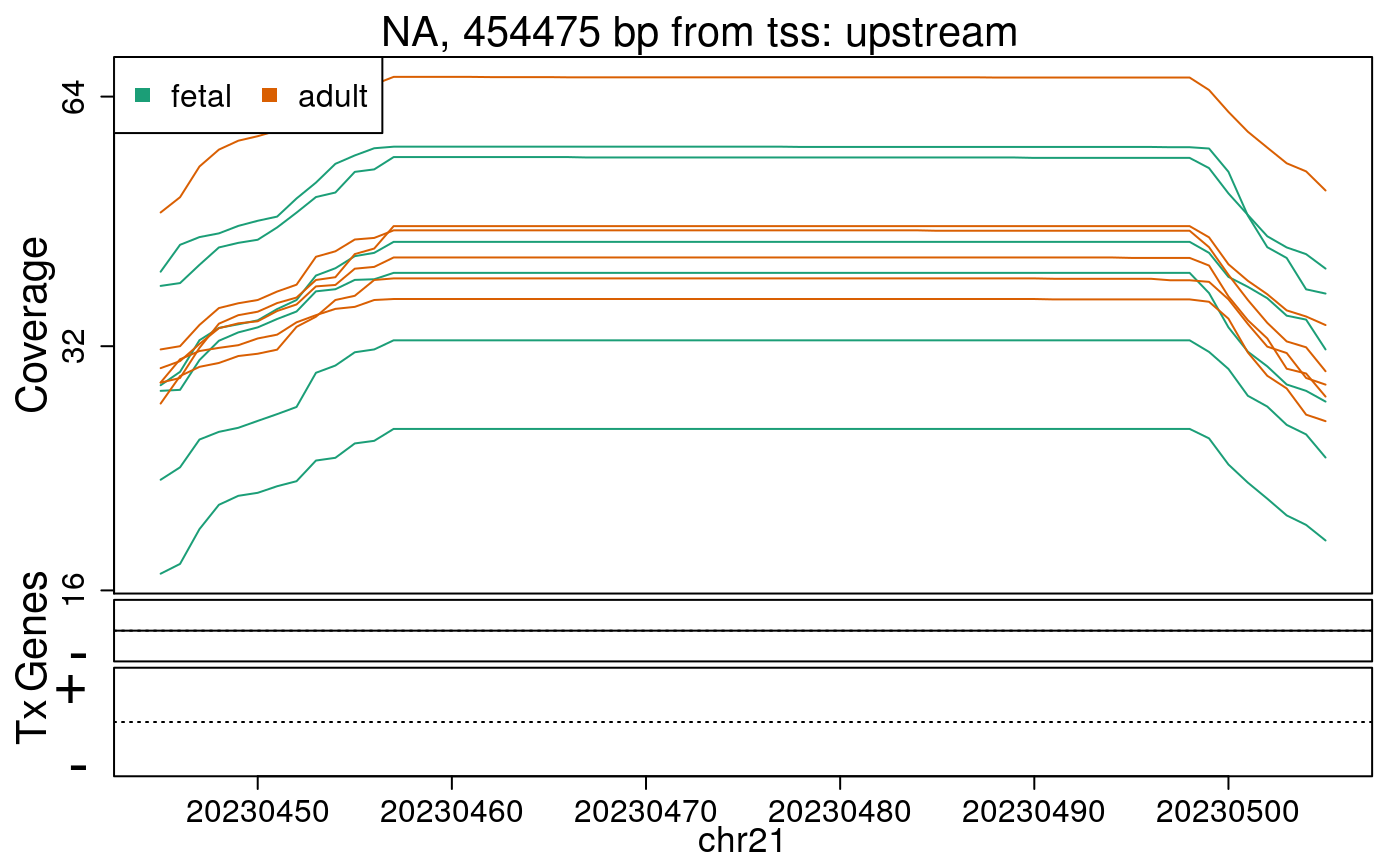 NA, 454475 bp from tss: upstream
fetal adult
64
32
16
Coverage
Genes
-
Tx
+
-
20230450 20230460 20230470 20230480 20230490 20230500
chr21